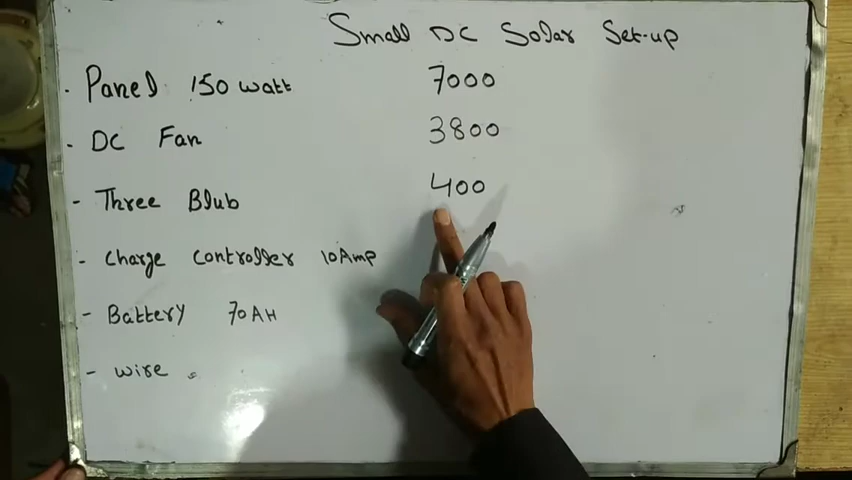 Small DC Solar Set-up
· Panel 150 watt 7000
· DC Fan 3800
- Three Blub 400
- Charge Controller 10Amp
- Battery 70AH
- wire